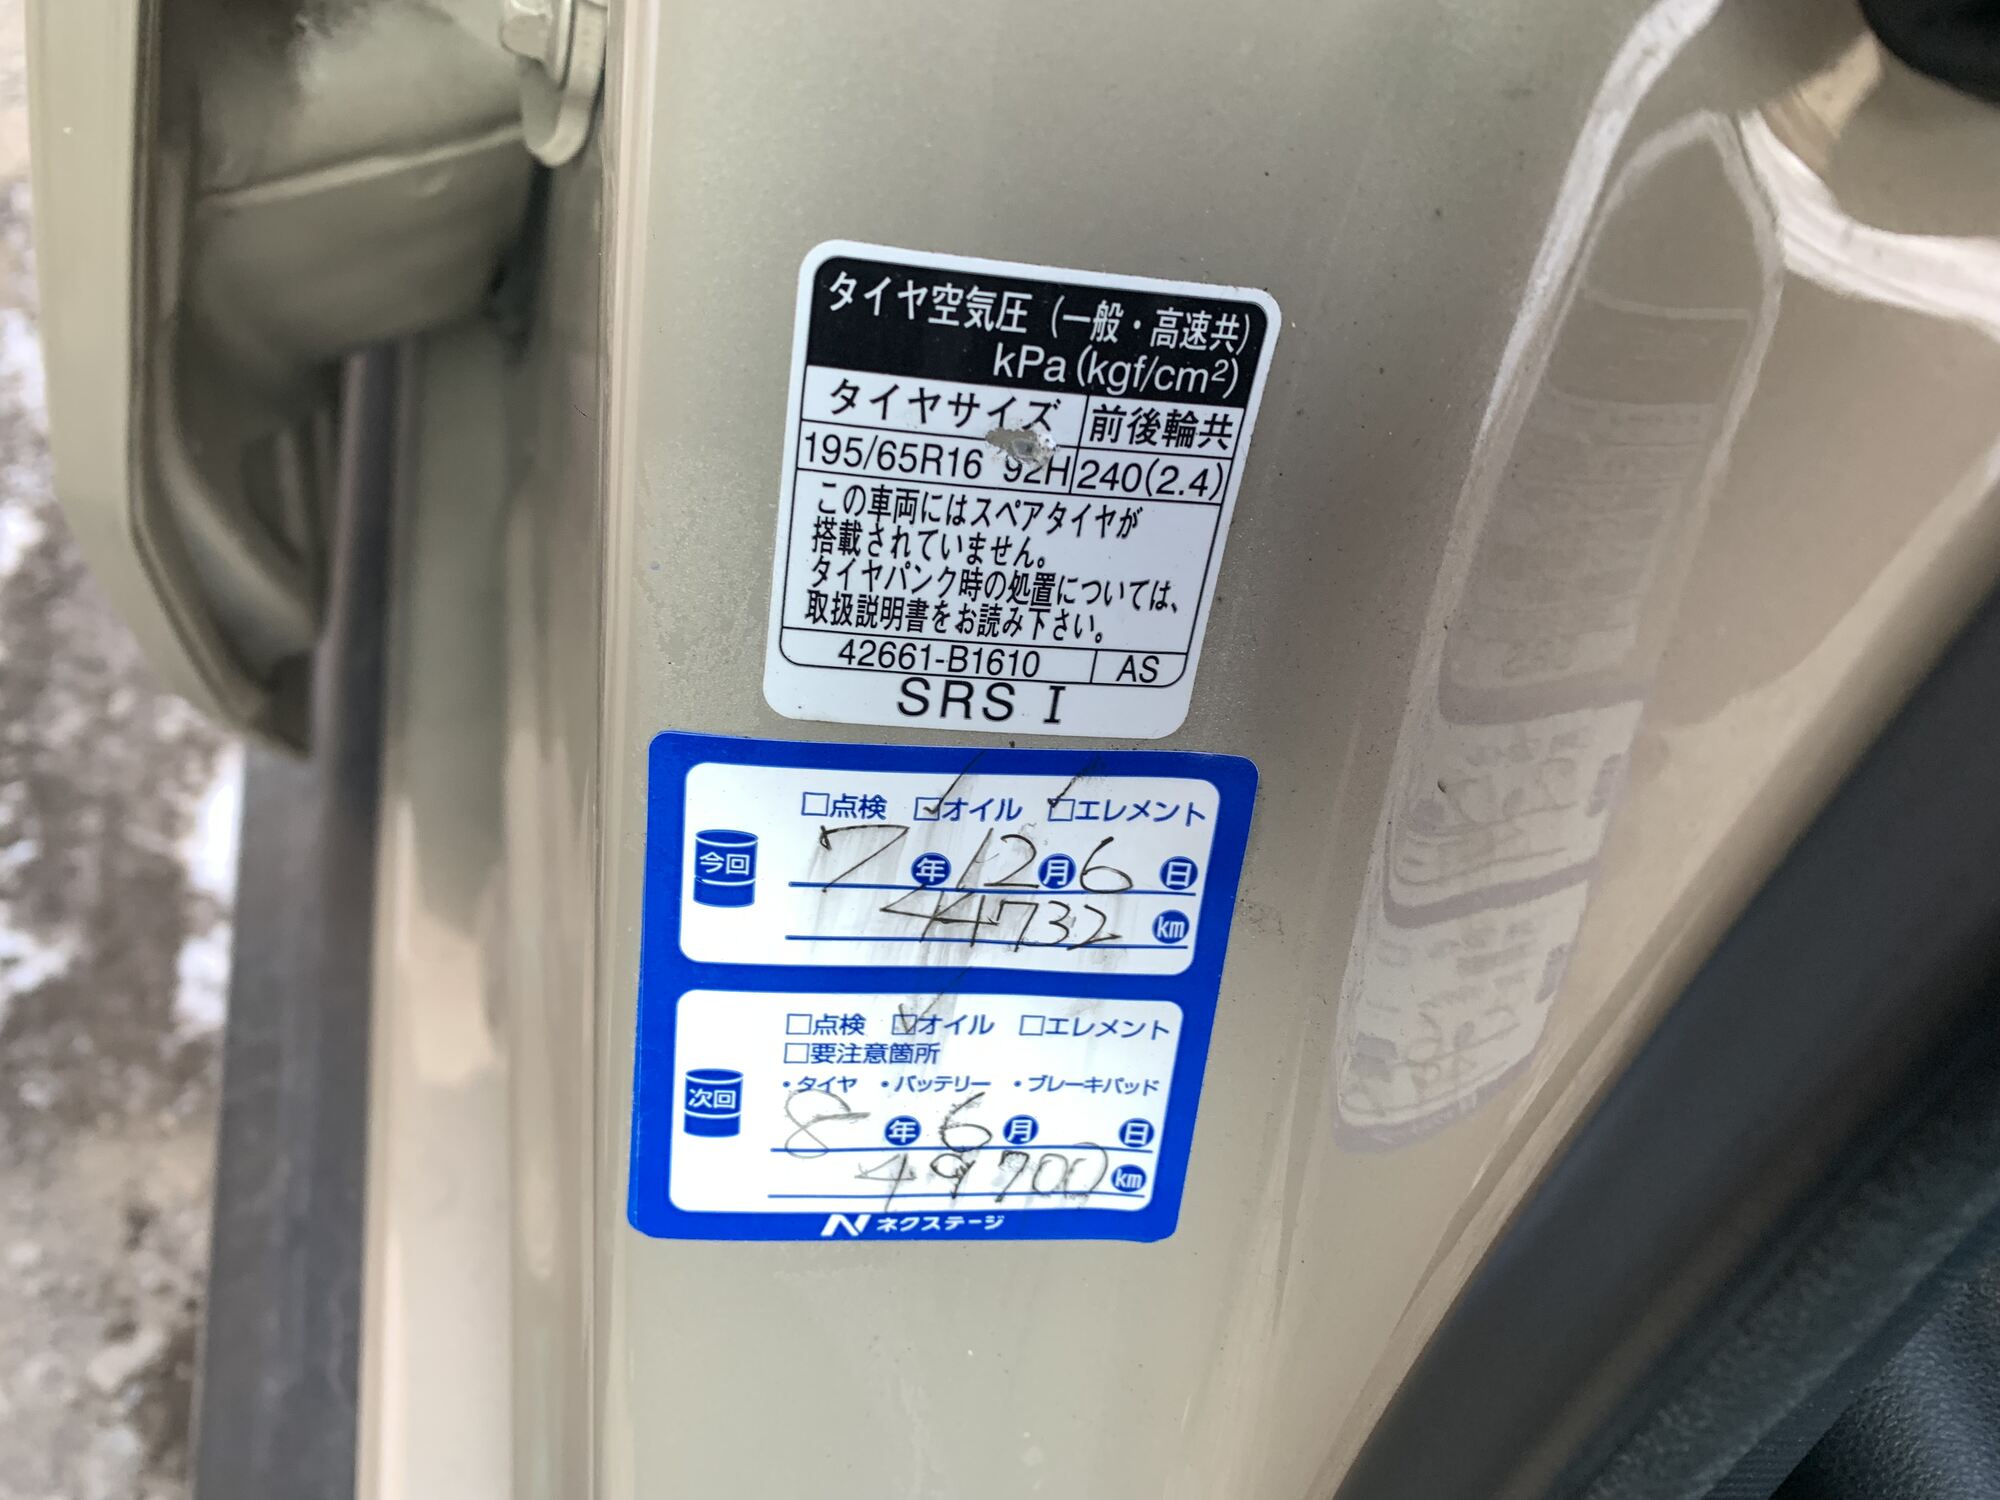 タイヤ空気圧 (一般・高速共)
kPa (kgf/cm²)
タイヤサイズ 前後輪共
195/65R16 92H 240(2.4)
この車両にはスペアタイヤが
搭載されていません。
タイヤパンク時の処置については、
取扱説明書をお読み下さい。
42661-B1610 AS
SRS I
□点検 ☑オイル ☑エレメント
今回 7年12月6日
44732 km
□点検 ☑オイル □エレメント
□要注意箇所
・タイヤ ・バッテリー ・ブレーキパッド
次回 8年6月 日
49700 km
N ネクステージ